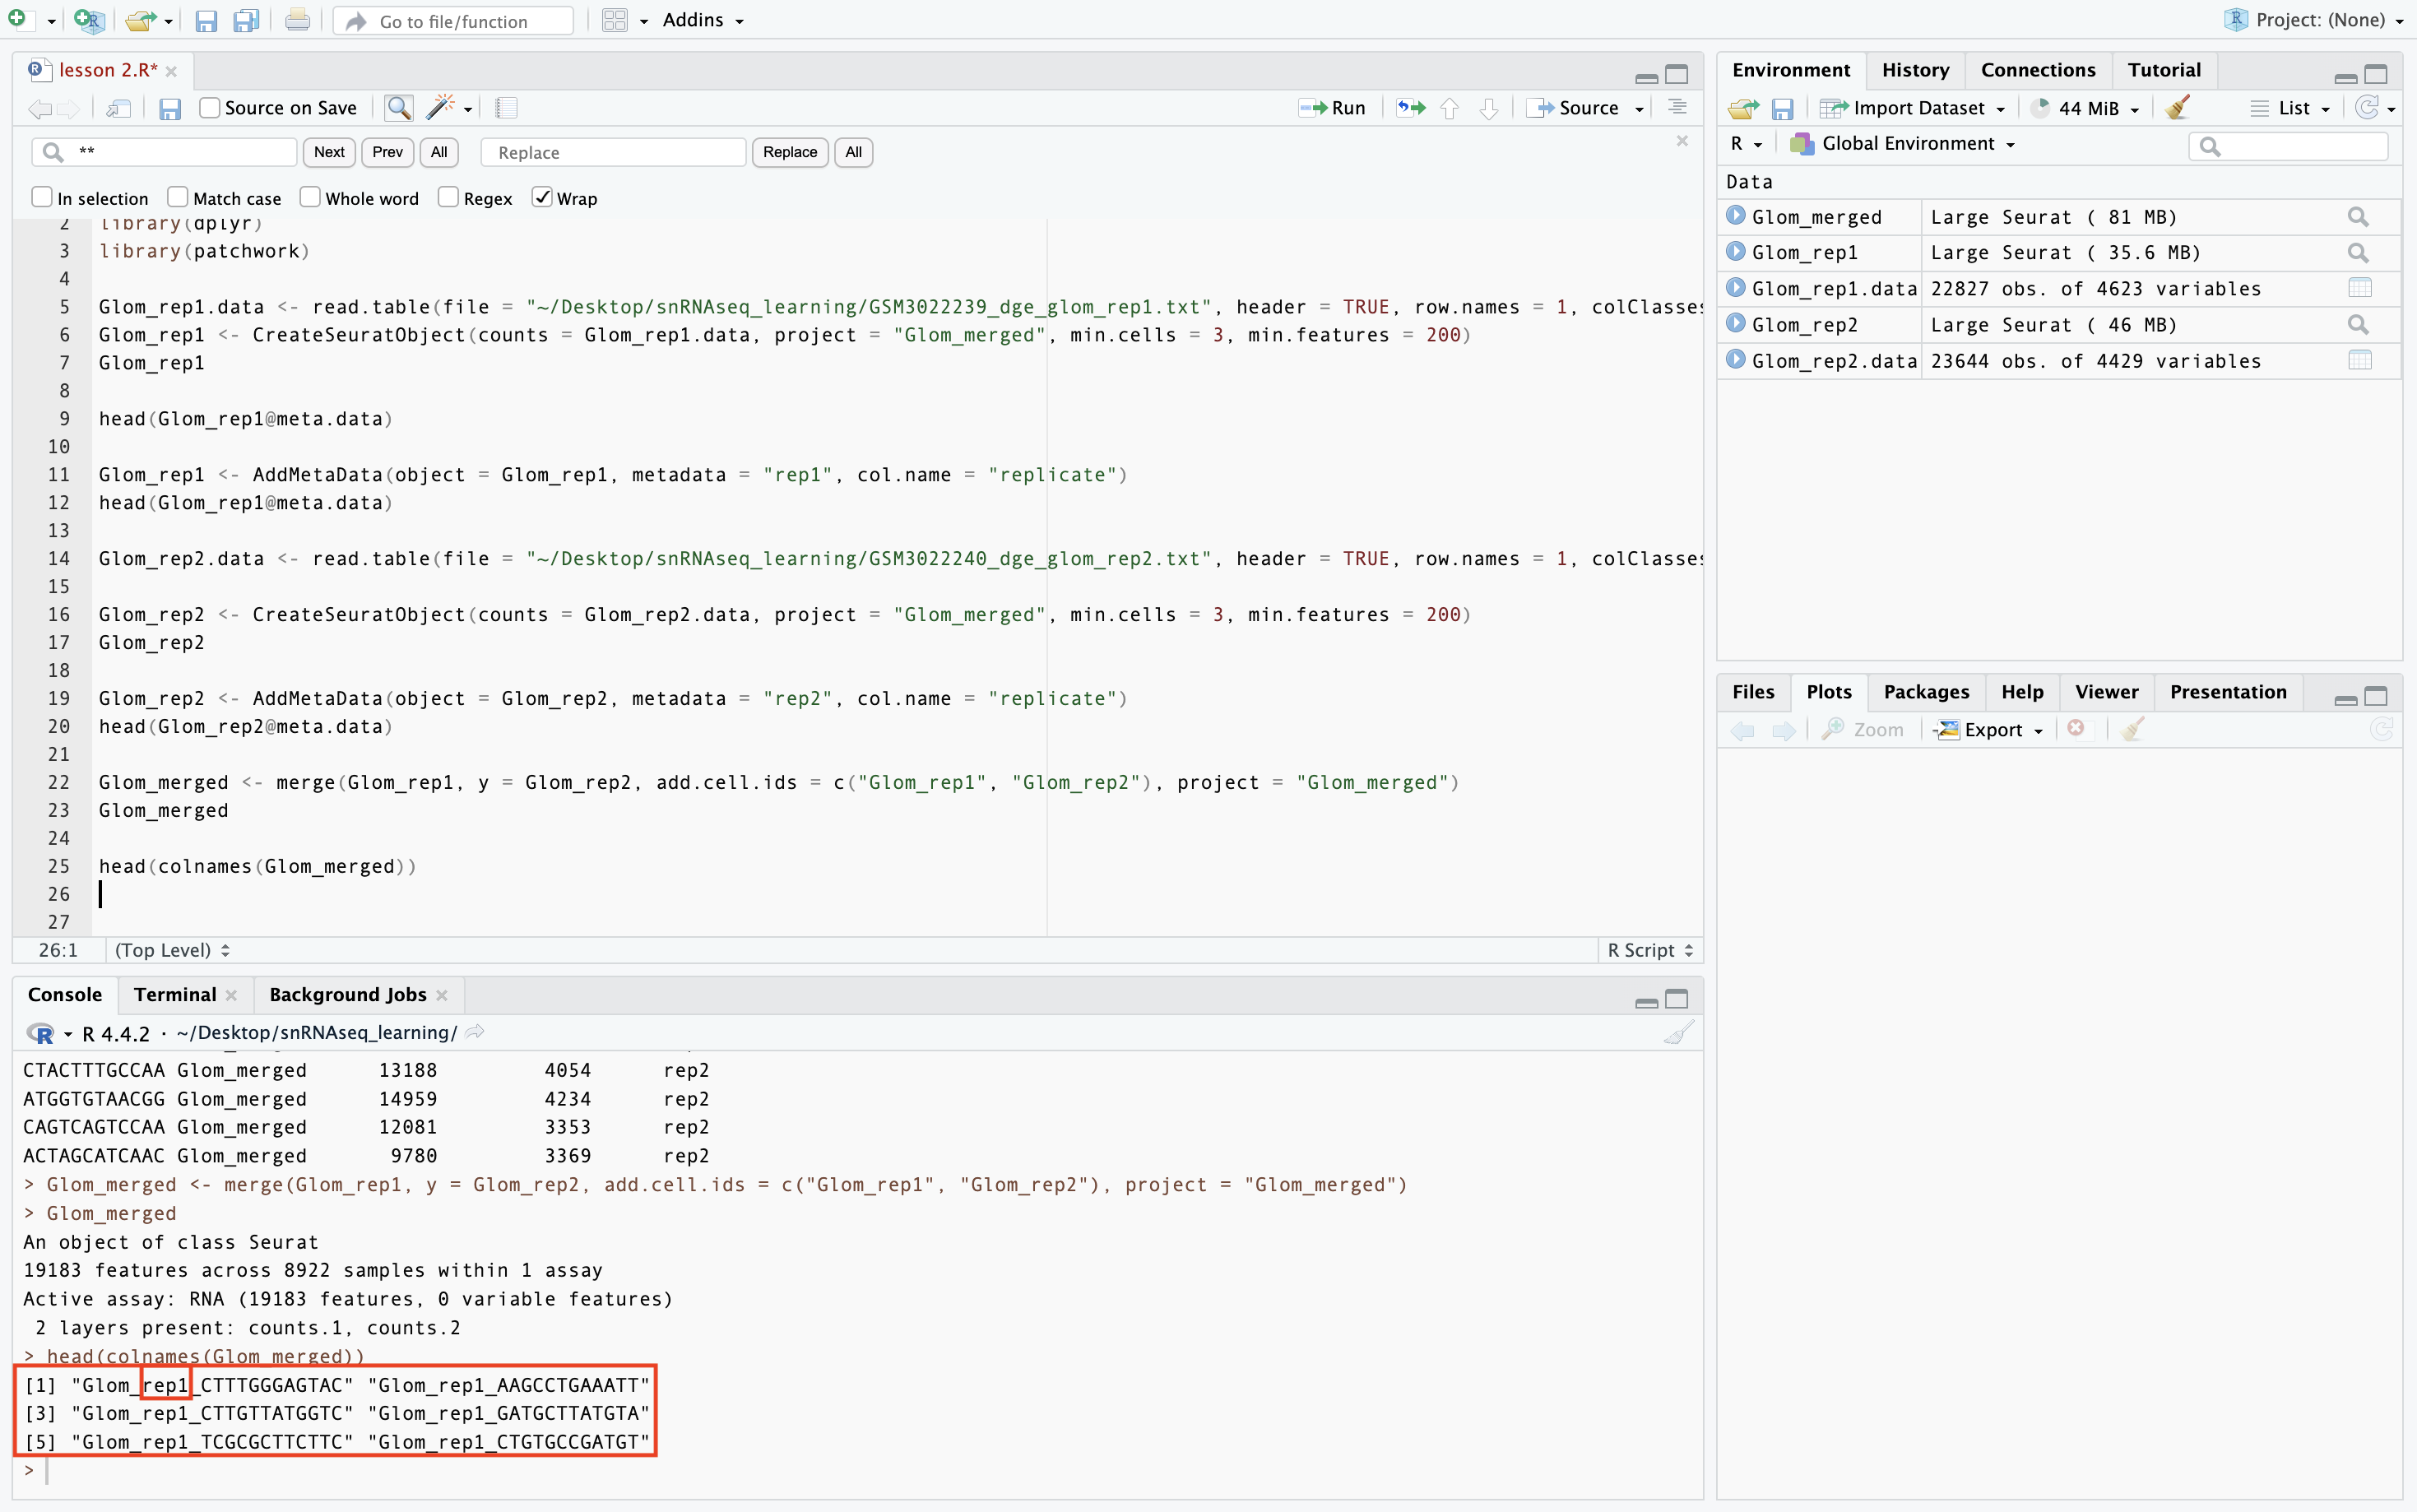 Go to file/function
Addins
Project: (None)
lesson 2.R*
Source on Save
Run
Source
**
Next
Prev
All
Replace
Replace
All
In selection
Match case
Whole word
Regex
Wrap
2 library(dplyr)
3 library(patchwork)
4
5 Glom_rep1.data <- read.table(file = "~/Desktop/snRNAseq_learning/GSM3022239_dge_glom_rep1.txt", header = TRUE, row.names = 1, colClasses
6 Glom_rep1 <- CreateSeuratObject(counts = Glom_rep1.data, project = "Glom_merged", min.cells = 3, min.features = 200)
7 Glom_rep1
8
9 head(Glom_rep1@meta.data)
10
11 Glom_rep1 <- AddMetaData(object = Glom_rep1, metadata = "rep1", col.name = "replicate")
12 head(Glom_rep1@meta.data)
13
14 Glom_rep2.data <- read.table(file = "~/Desktop/snRNAseq_learning/GSM3022240_dge_glom_rep2.txt", header = TRUE, row.names = 1, colClasses
15
16 Glom_rep2 <- CreateSeuratObject(counts = Glom_rep2.data, project = "Glom_merged", min.cells = 3, min.features = 200)
17 Glom_rep2
18
19 Glom_rep2 <- AddMetaData(object = Glom_rep2, metadata = "rep2", col.name = "replicate")
20 head(Glom_rep2@meta.data)
21
22 Glom_merged <- merge(Glom_rep1, y = Glom_rep2, add.cell.ids = c("Glom_rep1", "Glom_rep2"), project = "Glom_merged")
23 Glom_merged
24
25 head(colnames(Glom_merged))
26
27
26:1 (Top Level) R Script
Console Terminal Background Jobs
R 4.4.2 · ~/Desktop/snRNAseq_learning/
CTACTTTGCCAA Glom_merged 13188 4054 rep2
ATGGTGTAACGG Glom_merged 14959 4234 rep2
CAGTCAGTCCAA Glom_merged 12081 3353 rep2
ACTAGCATCAAC Glom_merged 9780 3369 rep2
> Glom_merged <- merge(Glom_rep1, y = Glom_rep2, add.cell.ids = c("Glom_rep1", "Glom_rep2"), project = "Glom_merged")
> Glom_merged
An object of class Seurat
19183 features across 8922 samples within 1 assay
Active assay: RNA (19183 features, 0 variable features)
2 layers present: counts.1, counts.2
> head(colnames(Glom_merged))
[1] "Glom_rep1_CTTTGGGAGTAC" "Glom_rep1_AAGCCTGAAATT"
[3] "Glom_rep1_CTTGTTATGGTC" "Glom_rep1_GATGCTTATGTA"
[5] "Glom_rep1_TCGCGCTTCTTC" "Glom_rep1_CTGTGCCGATGT"
>
Environment History Connections Tutorial
Import Dataset 44 MiB List
R Global Environment
Data
Glom_merged Large Seurat ( 81 MB)
Glom_rep1 Large Seurat ( 35.6 MB)
Glom_rep1.data 22827 obs. of 4623 variables
Glom_rep2 Large Seurat ( 46 MB)
Glom_rep2.data 23644 obs. of 4429 variables
Files Plots Packages Help Viewer Presentation
Zoom Export